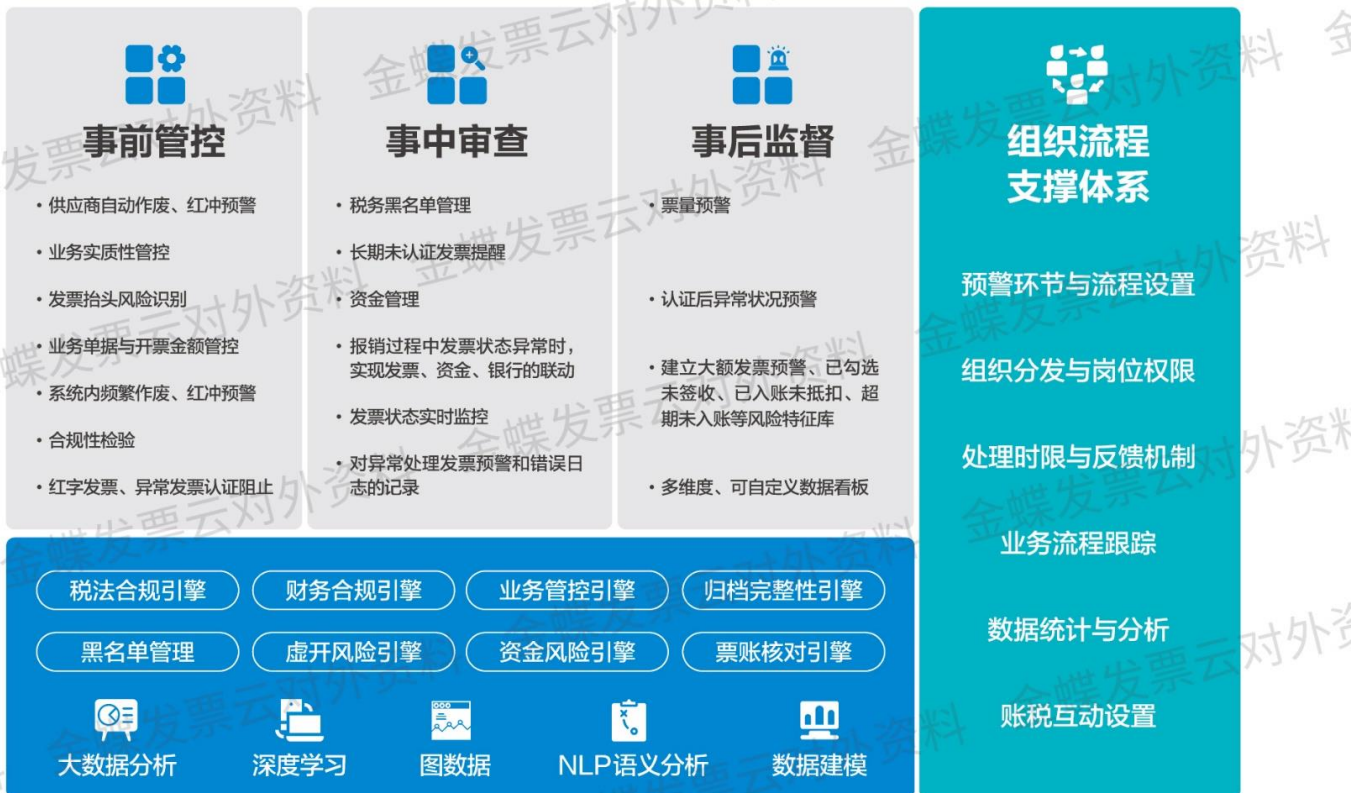 事前管控
· 供应商自动作废、红冲预警
· 业务实质性管控
· 发票抬头风险识别
· 业务单据与开票金额管控
· 系统内频繁作废、红冲预警
· 合规性检验
· 红字发票、异常发票认证阻止
事中审查
· 税务黑名单管理
· 长期未认证发票提醒
· 资金管理
· 报销过程中发票状态异常时，
实现发票、资金、银行的联动
· 发票状态实时监控
· 对异常处理发票预警和错误日
志的记录
事后监督
· 票量预警
· 认证后异常状况预警
· 建立大额发票预警、已勾选
未签收、已入账未抵扣、超
期未入账等风险特征库
· 多维度、可自定义数据看板
组织流程
支撑体系
预警环节与流程设置
组织分发与岗位权限
处理时限与反馈机制
业务流程跟踪
数据统计与分析
账税互动设置
税法合规引擎
财务合规引擎
业务管控引擎
归档完整性引擎
黑名单管理
虚开风险引擎
资金风险引擎
票账核对引擎
大数据分析
深度学习
图数据
NLP语义分析
数据建模
金蝶发票云对外资料